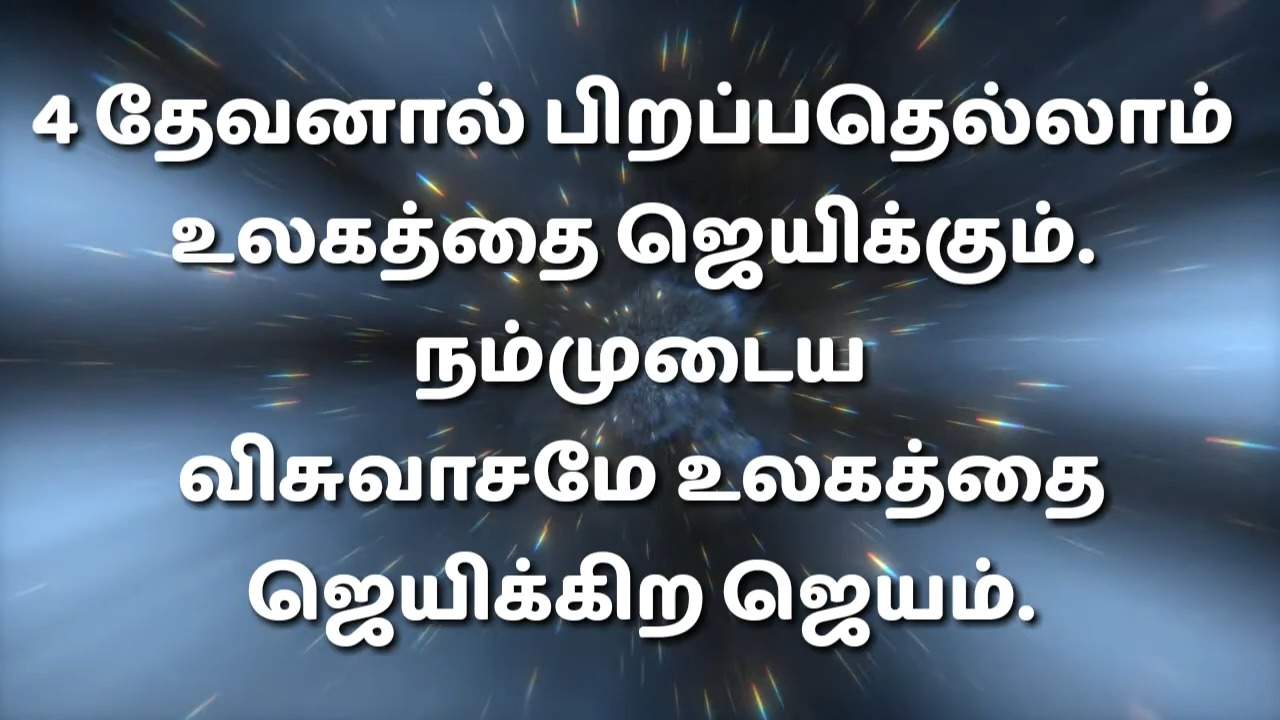 4 தேவனால் பிறப்பதெல்லாம்
உலகத்தை ஜெயிக்கும்.
நம்முடைய
விசுவாசமே உலகத்தை
ஜெயிக்கிற ஜெயம்.